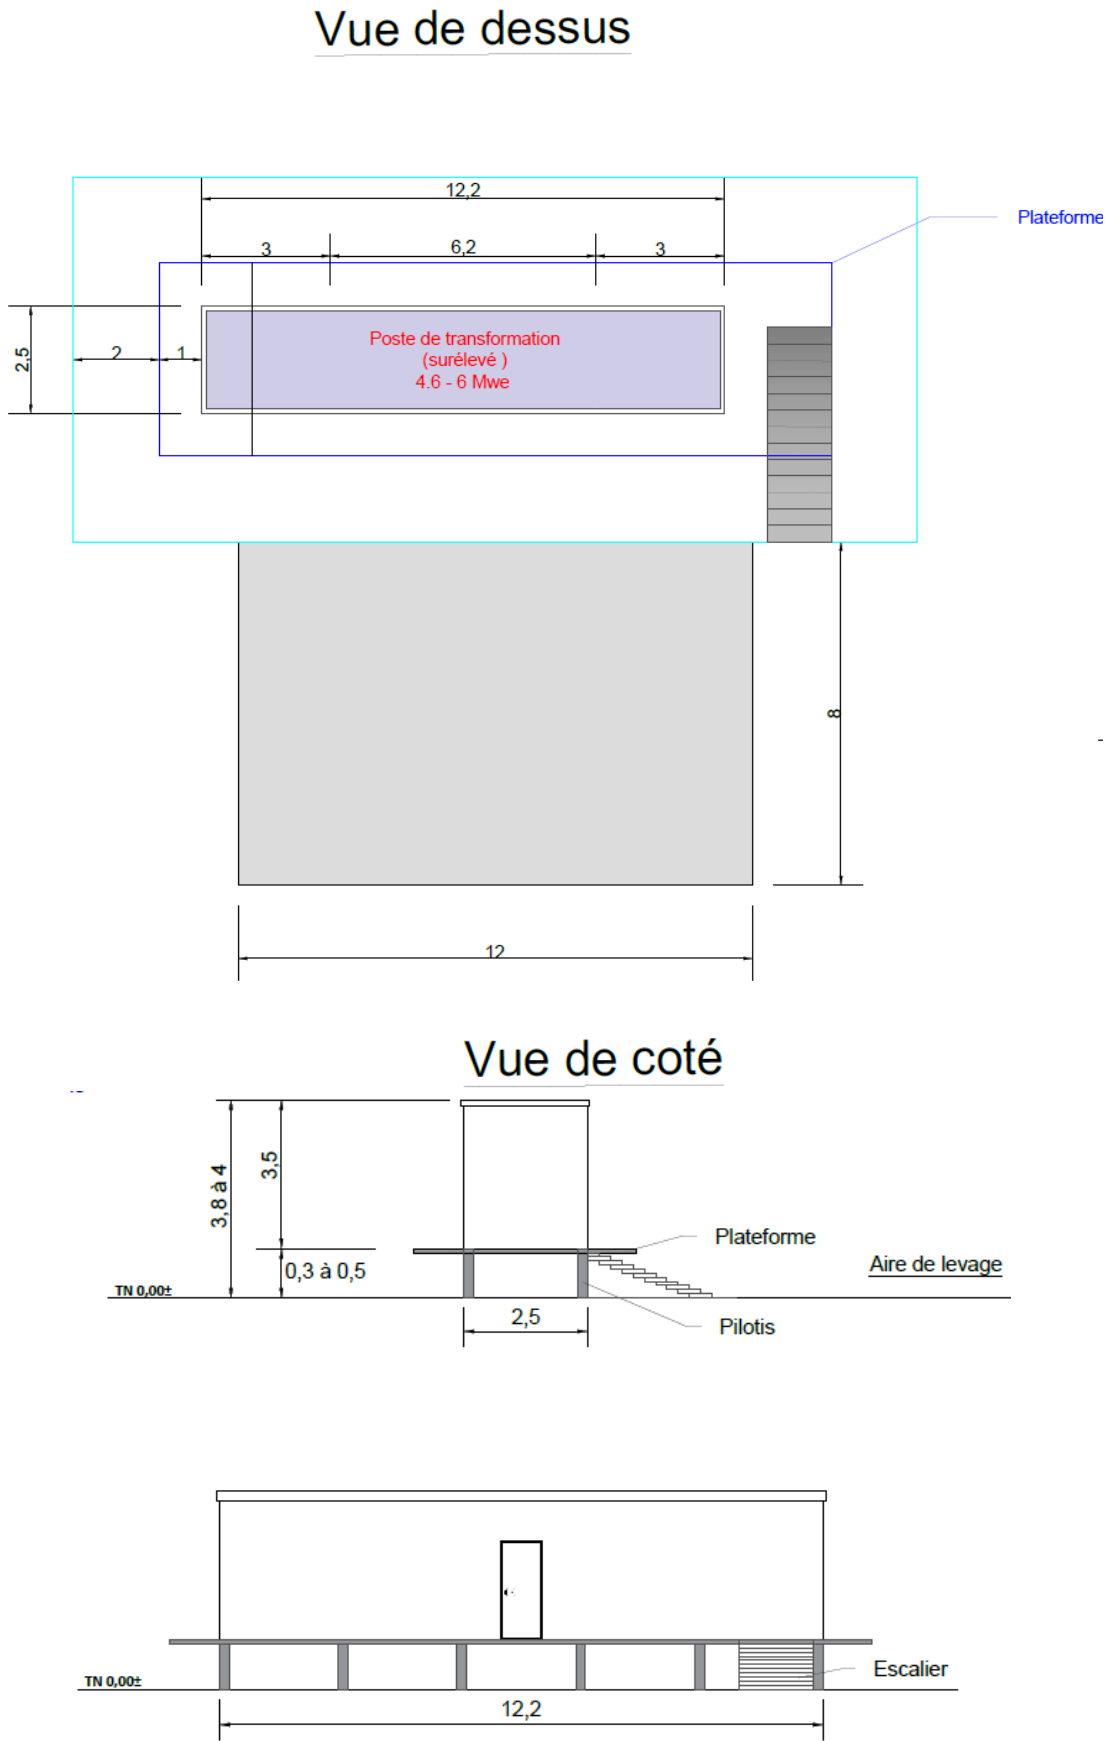 Vue de dessus
12,2
Plateforme
3
6,2
3
2,5
2
1
Poste de transformation
(surélevé )
4.6 - 6 Mwe
8
12
Vue de coté
3,8 à 4
3,5
Plateforme
0,3 à 0,5
Aire de levage
TN 0,00±
2,5
Pilotis
Escalier
TN 0,00±
12,2